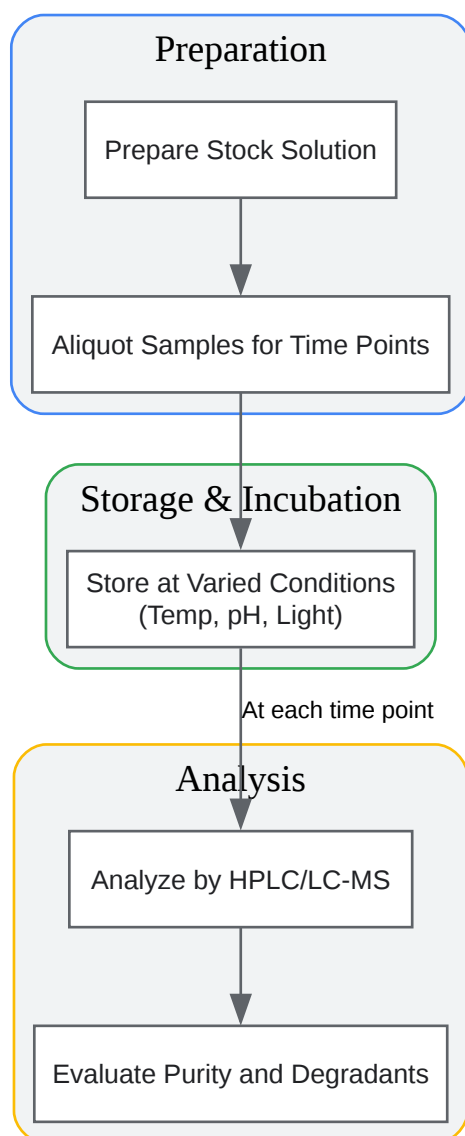 Preparation
Prepare Stock Solution
Aliquot Samples for Time Points
Storage & Incubation
Store at Varied Conditions
(Temp, pH, Light)
At each time point
Analysis
Analyze by HPLC/LC-MS
Evaluate Purity and Degradants